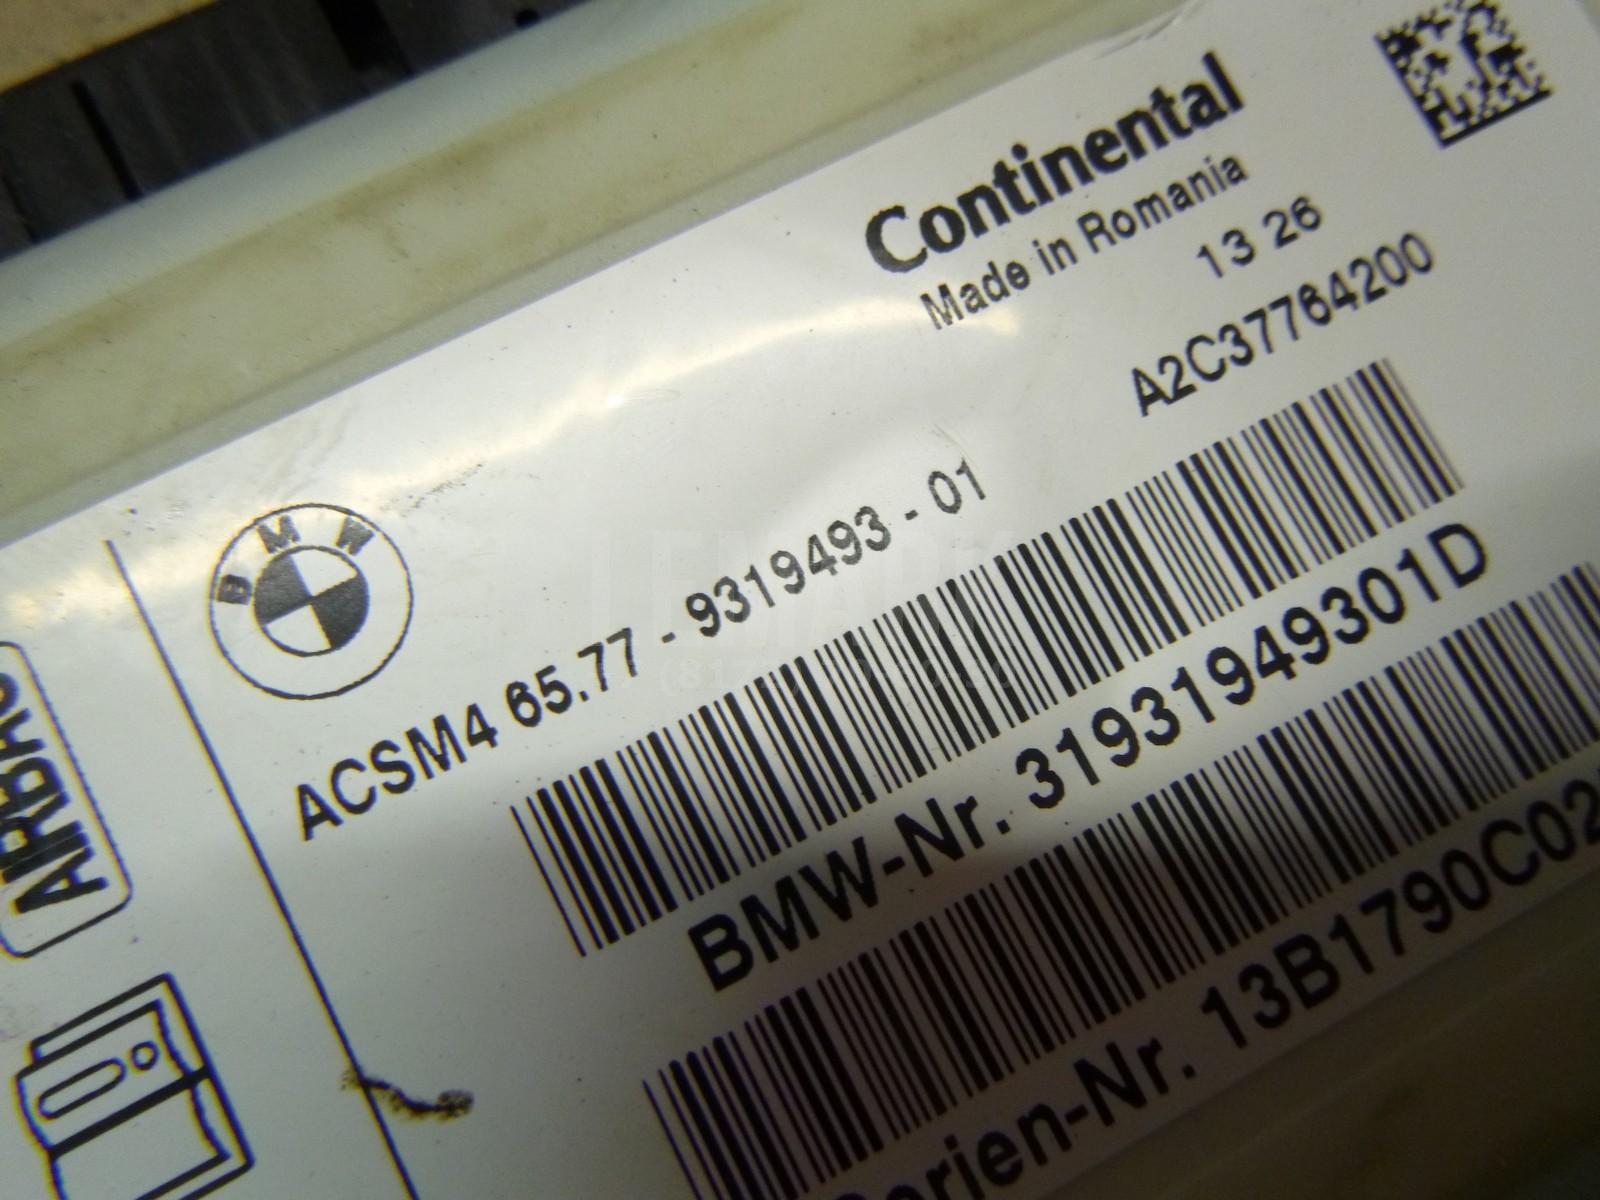 Continental
Made in Romania
13 26
A2C37764200
BMW
ACSM4 65.77 - 9319493 - 01
BMW-Nr. 31931949301D
Serien-Nr. 13B1790C02
AIRBAG